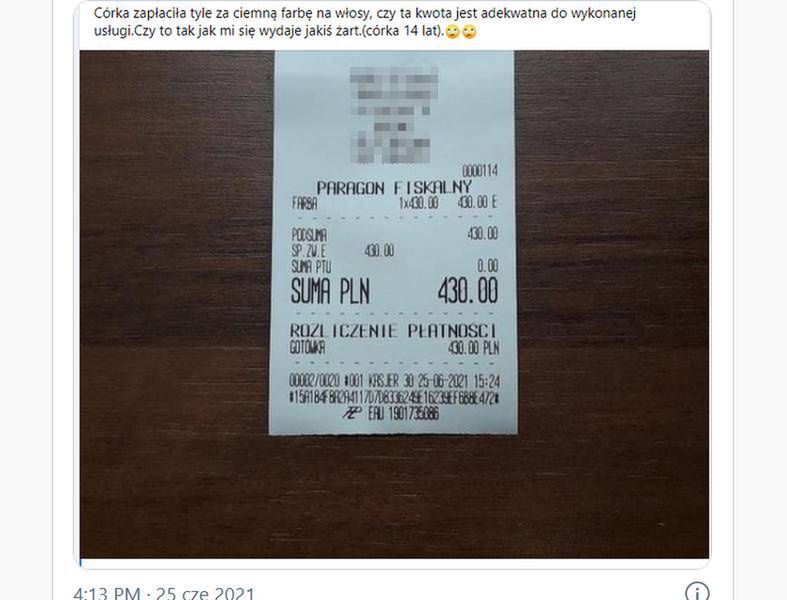 Córka zapłaciła tyle za ciemną farbę na włosy, czy ta kwota jest adekwatna do wykonanej
usługi.Czy to tak jak mi się wydaje jakiś żart.(córka 14 lat).🙄🙄
0000114
PARAGON FISKALNY
FARBA 1x430.00 430.00 E
PODSUMA 430.00
SP.ZW.E 430.00
SUMA PTU 0.00
SUMA PLN 430.00
ROZLICZENIE PŁATNOŚCI
GOTÓWKA 430.00 PLN
00002/0020 #001 KASJER 30 25-06-2021 15:24
EAU 1901735086
4:13 PM · 25 cze 2021